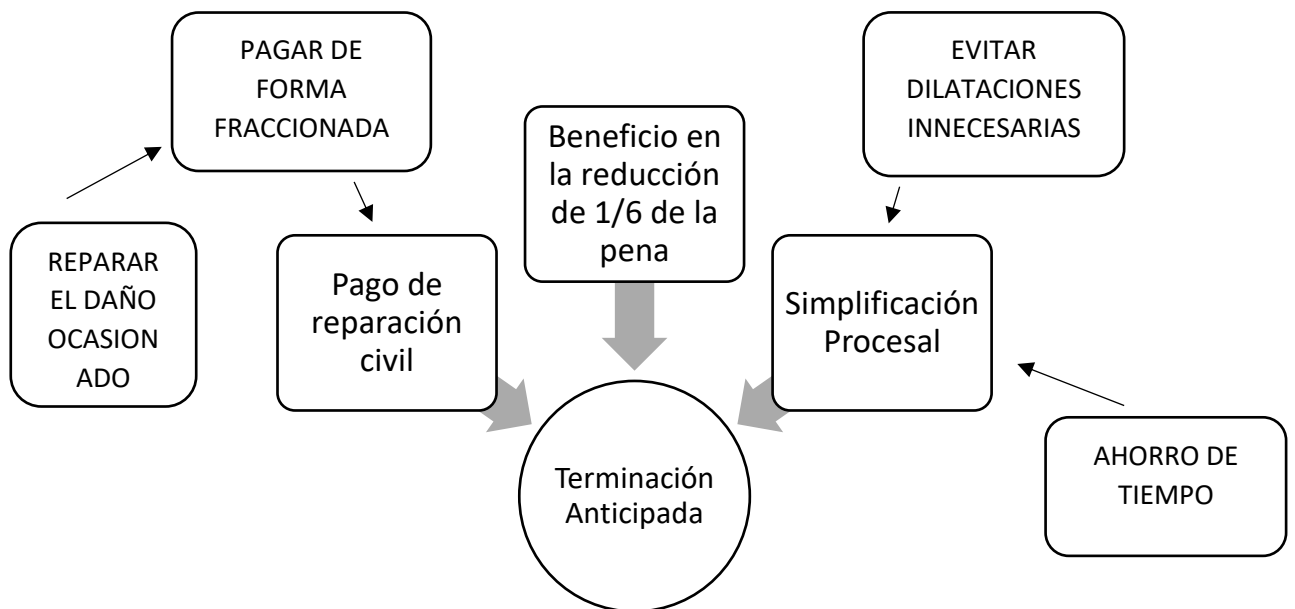 PAGAR DE
FORMA
FRACCIONADA
EVITAR
DILATACIONES
INNECESARIAS
Beneficio en
la reducción
de 1/6 de la
pena
REPARAR
EL DAÑO
OCASION
ADO
Pago de
reparación
civil
Simplificación
Procesal
AHORRO DE
TIEMPO
Terminación
Anticipada